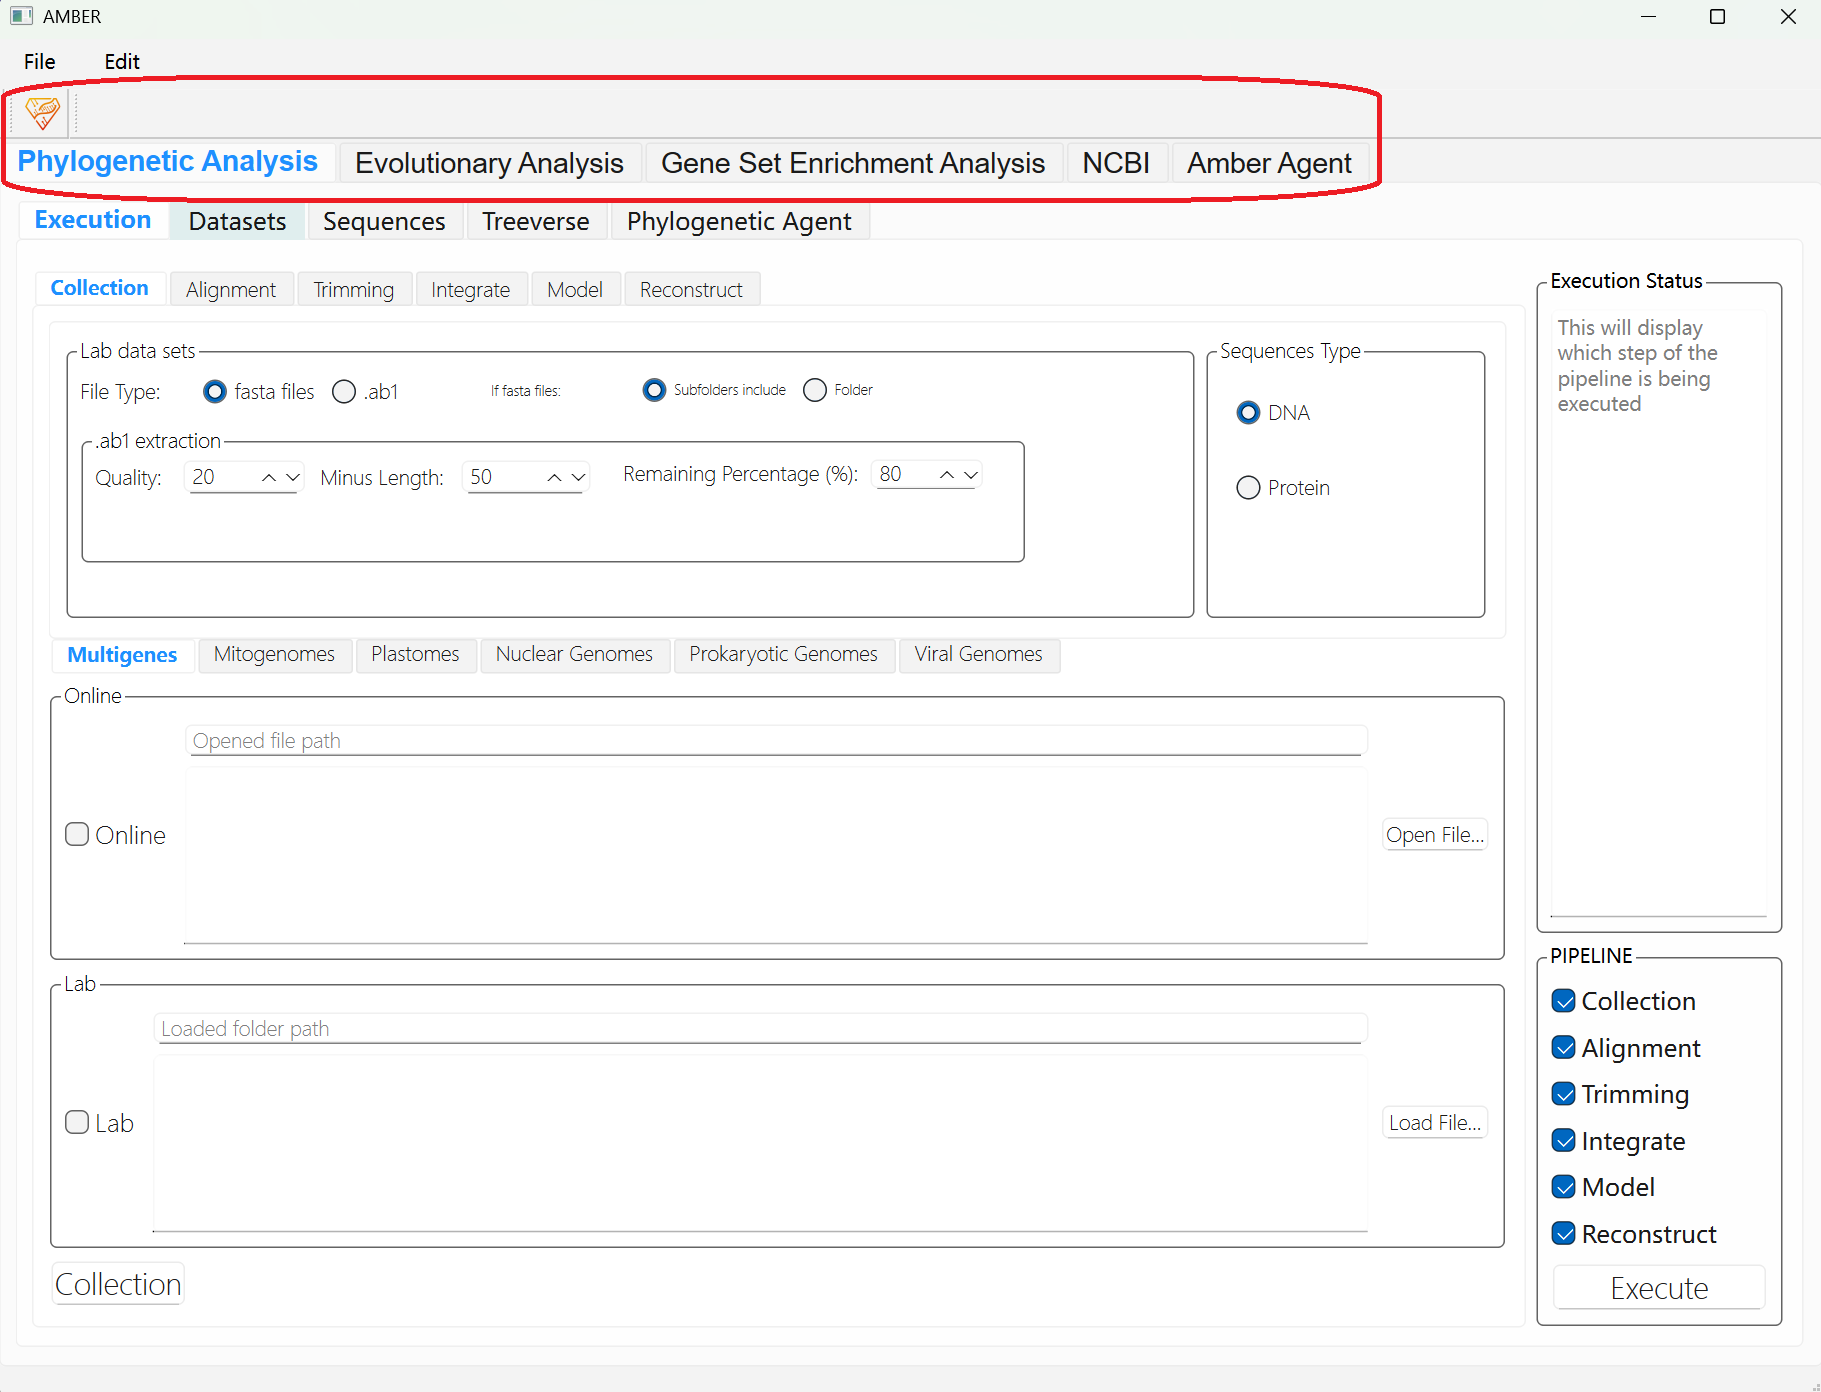 AMBER
File Edit
Phylogenetic Analysis Evolutionary Analysis Gene Set Enrichment Analysis NCBI Amber Agent
Execution Datasets Sequences Treeverse Phylogenetic Agent
Collection Alignment Trimming Integrate Model Reconstruct
Lab data sets
File Type: fasta files .ab1 If fasta files: Subfolders include Folder
.ab1 extraction
Quality: 20 Minus Length: 50 Remaining Percentage (%): 80
Sequences Type
DNA
Protein
Multigenes Mitogenomes Plastomes Nuclear Genomes Prokaryotic Genomes Viral Genomes
Online
Opened file path
Online
Open File...
Lab
Loaded folder path
Lab
Load File...
Collection
Execution Status
This will display
which step of the
pipeline is being
executed
PIPELINE
Collection
Alignment
Trimming
Integrate
Model
Reconstruct
Execute